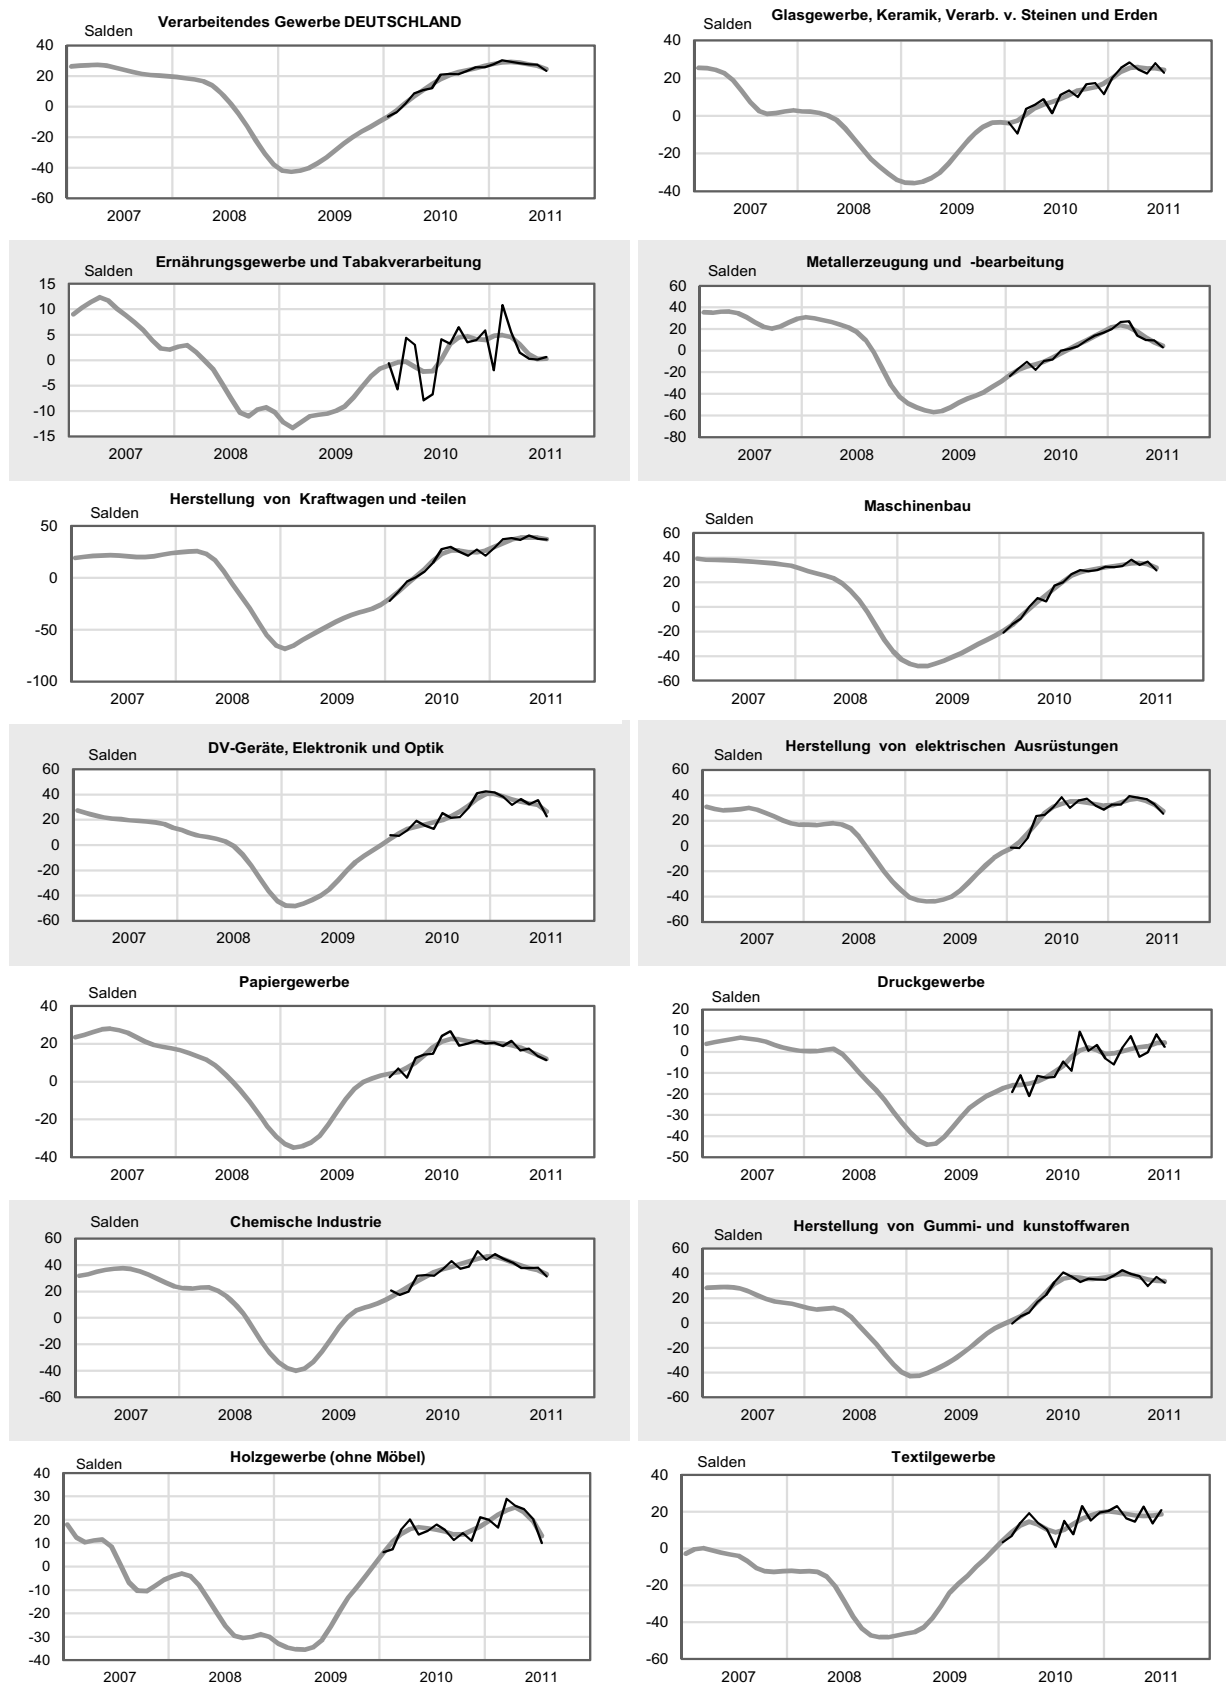 Verarbeitendes Gewerbe DEUTSCHLAND
Salden
40
20
0
-20
-40
-60
2007 2008 2009 2010 2011
Glasgewerbe, Keramik, Verarb. v. Steinen und Erden
Salden
40
20
0
-20
-40
2007 2008 2009 2010 2011
Ernährungsgewerbe und Tabakverarbeitung
Salden
15
10
5
0
-5
-10
-15
2007 2008 2009 2010 2011
Metallerzeugung und -bearbeitung
Salden
60
40
20
0
-20
-40
-60
-80
2007 2008 2009 2010 2011
Herstellung von Kraftwagen und -teilen
Salden
50
0
-50
-100
2007 2008 2009 2010 2011
Maschinenbau
Salden
60
40
20
0
-20
-40
-60
2007 2008 2009 2010 2011
DV-Geräte, Elektronik und Optik
Salden
60
40
20
0
-20
-40
-60
2007 2008 2009 2010 2011
Herstellung von elektrischen Ausrüstungen
Salden
60
40
20
0
-20
-40
-60
2007 2008 2009 2010 2011
Papiergewerbe
Salden
40
20
0
-20
-40
2007 2008 2009 2010 2011
Druckgewerbe
Salden
20
10
0
-10
-20
-30
-40
-50
2007 2008 2009 2010 2011
Chemische Industrie
Salden
60
40
20
0
-20
-40
-60
2007 2008 2009 2010 2011
Herstellung von Gummi- und kunstoffwaren
Salden
60
40
20
0
-20
-40
-60
2007 2008 2009 2010 2011
Holzgewerbe (ohne Möbel)
Salden
40
30
20
10
0
-10
-20
-30
-40
2007 2008 2009 2010 2011
Textilgewerbe
Salden
40
20
0
-20
-40
-60
2007 2008 2009 2010 2011